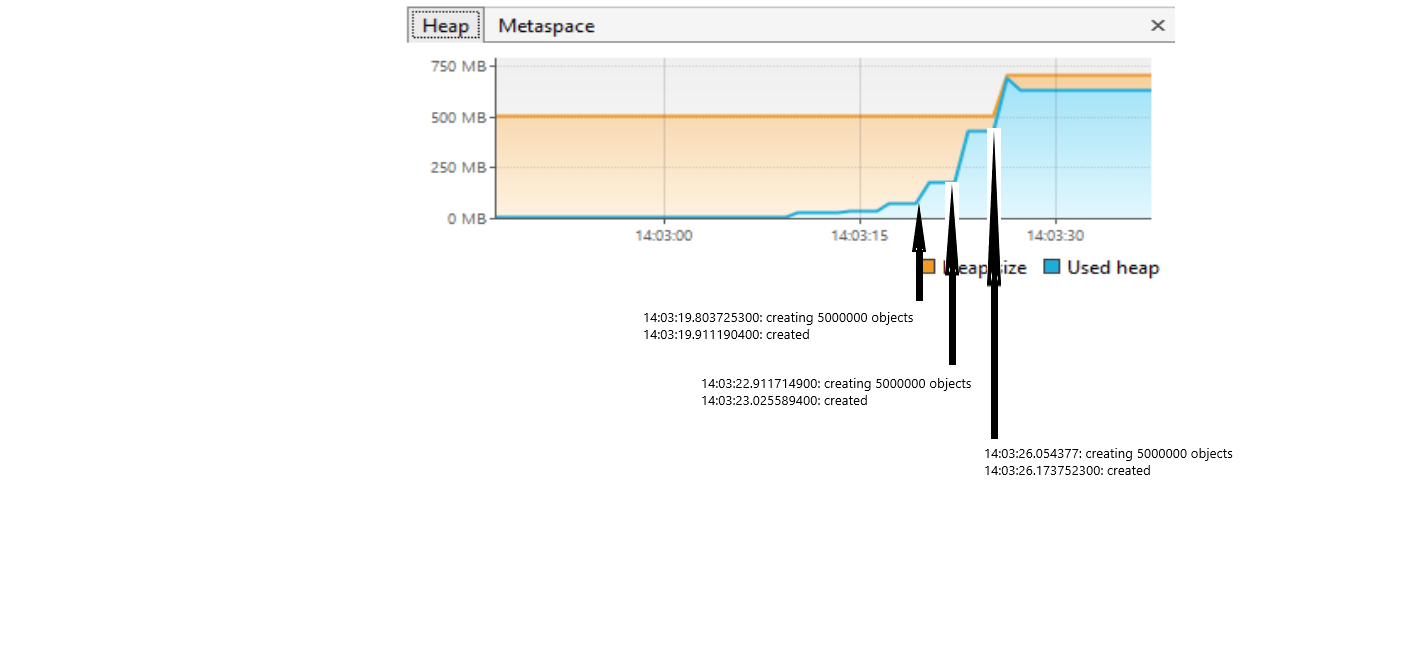 Heap Metaspace ×
750 MB
500 MB
250 MB
0 MB
14:03:00 14:03:15 14:03:30
Heap size Used heap
14:03:19.803725300: creating 5000000 objects
14:03:19.911190400: created
14:03:22.911714900: creating 5000000 objects
14:03:23.025589400: created
14:03:26.054377: creating 5000000 objects
14:03:26.173752300: created